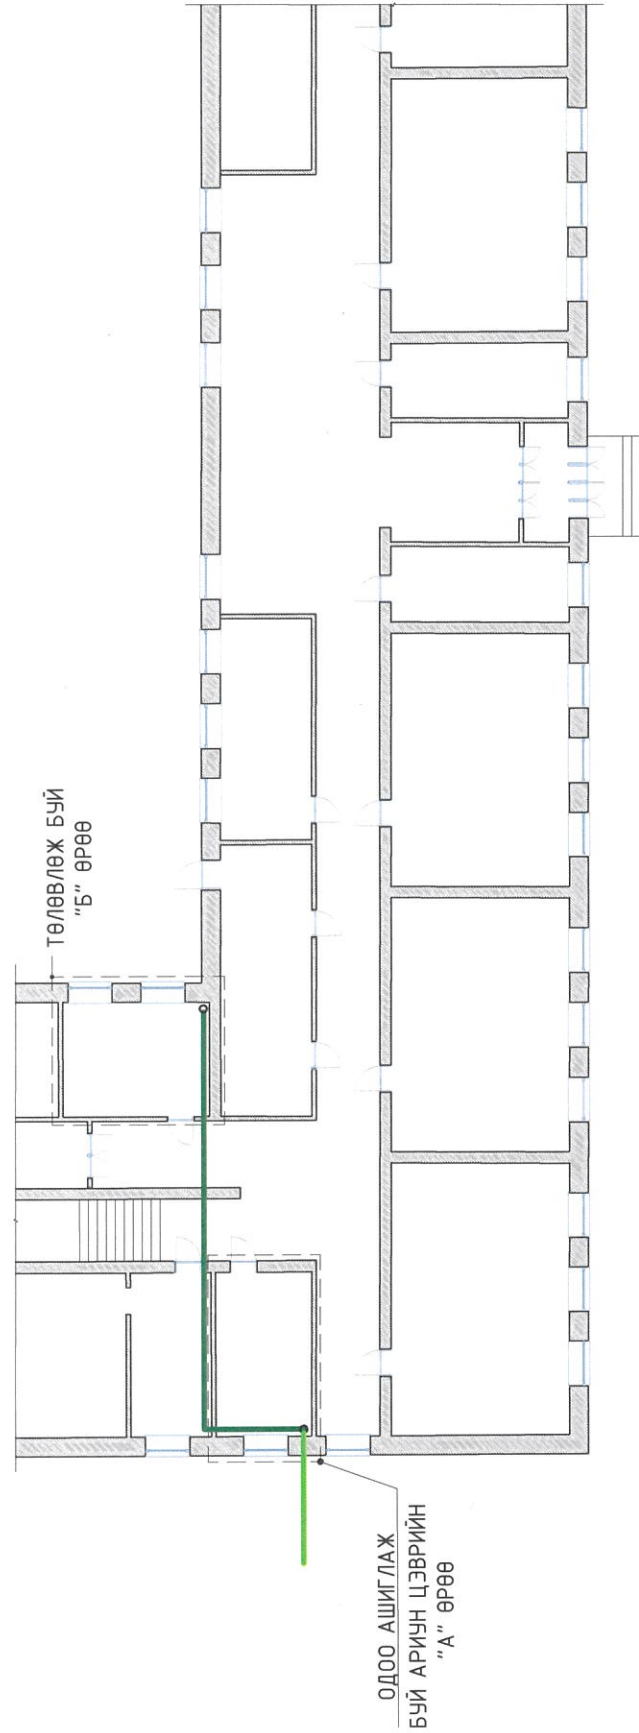 ТӨЛӨВЛӨЖ БУЙ
"Б" ӨРӨӨ
ОДОО АШИГЛАЖ
БУЙ АРИУН ЦЭВРИЙН
"А" ӨРӨӨ